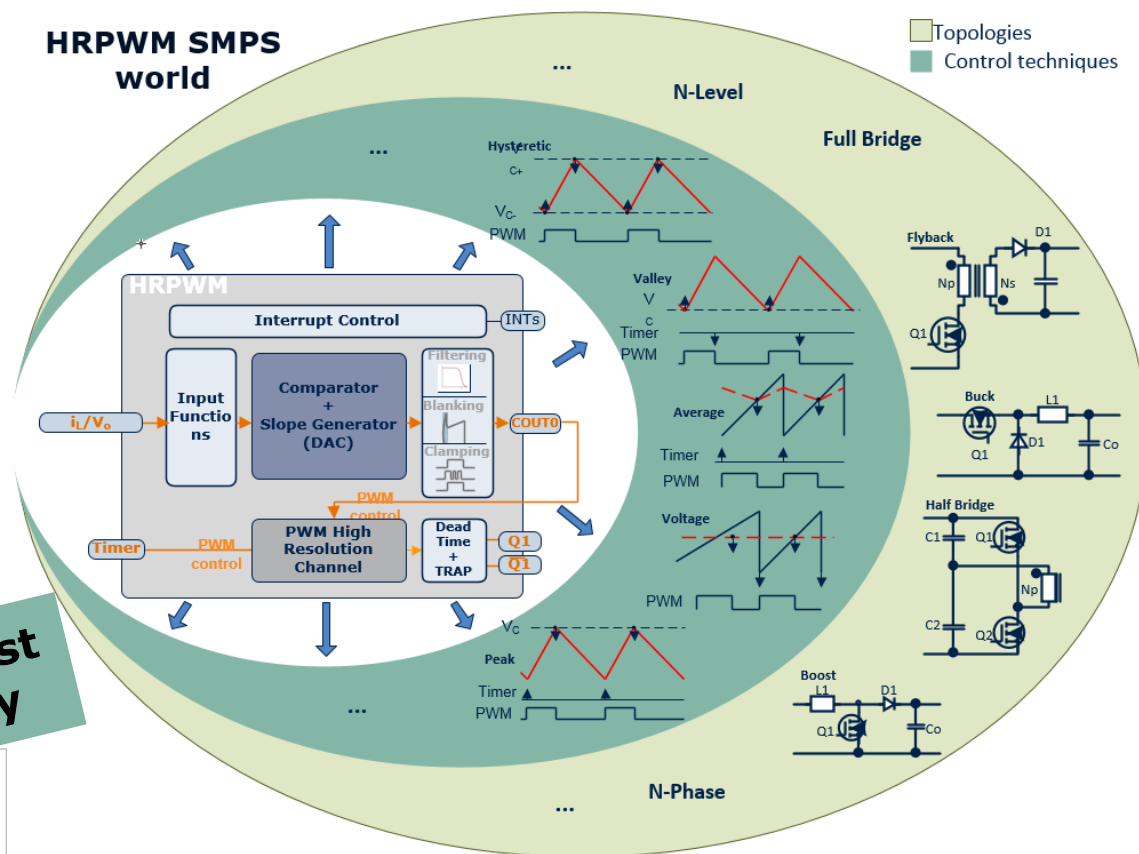 HRPWM SMPS
world
Topologies
Control techniques
...
N-Level
Full Bridge
...
Hysteretic
C+
VC-
PWM
Flyback
D1
Np
Ns
Q1
Valley
V
C
Timer
PWM
HRPWM
Interrupt Control
INTs
Input
Functio
ns
Comparator
+
Slope Generator
(DAC)
Filtering
Blanking
Clamping
iL/Vo
COUT0
PWM
control
Timer
PWM
control
PWM High
Resolution
Channel
Dead
Time
+
TRAP
Q1
Q1
Average
Timer
PWM
Buck
L1
Q1
D1
Co
Voltage
PWM
Half Bridge
C1
Q1
Np
C2
Q2
VC
Peak
Timer
PWM
Boost
L1
D1
Q1
Co
...
N-Phase
...
st
y